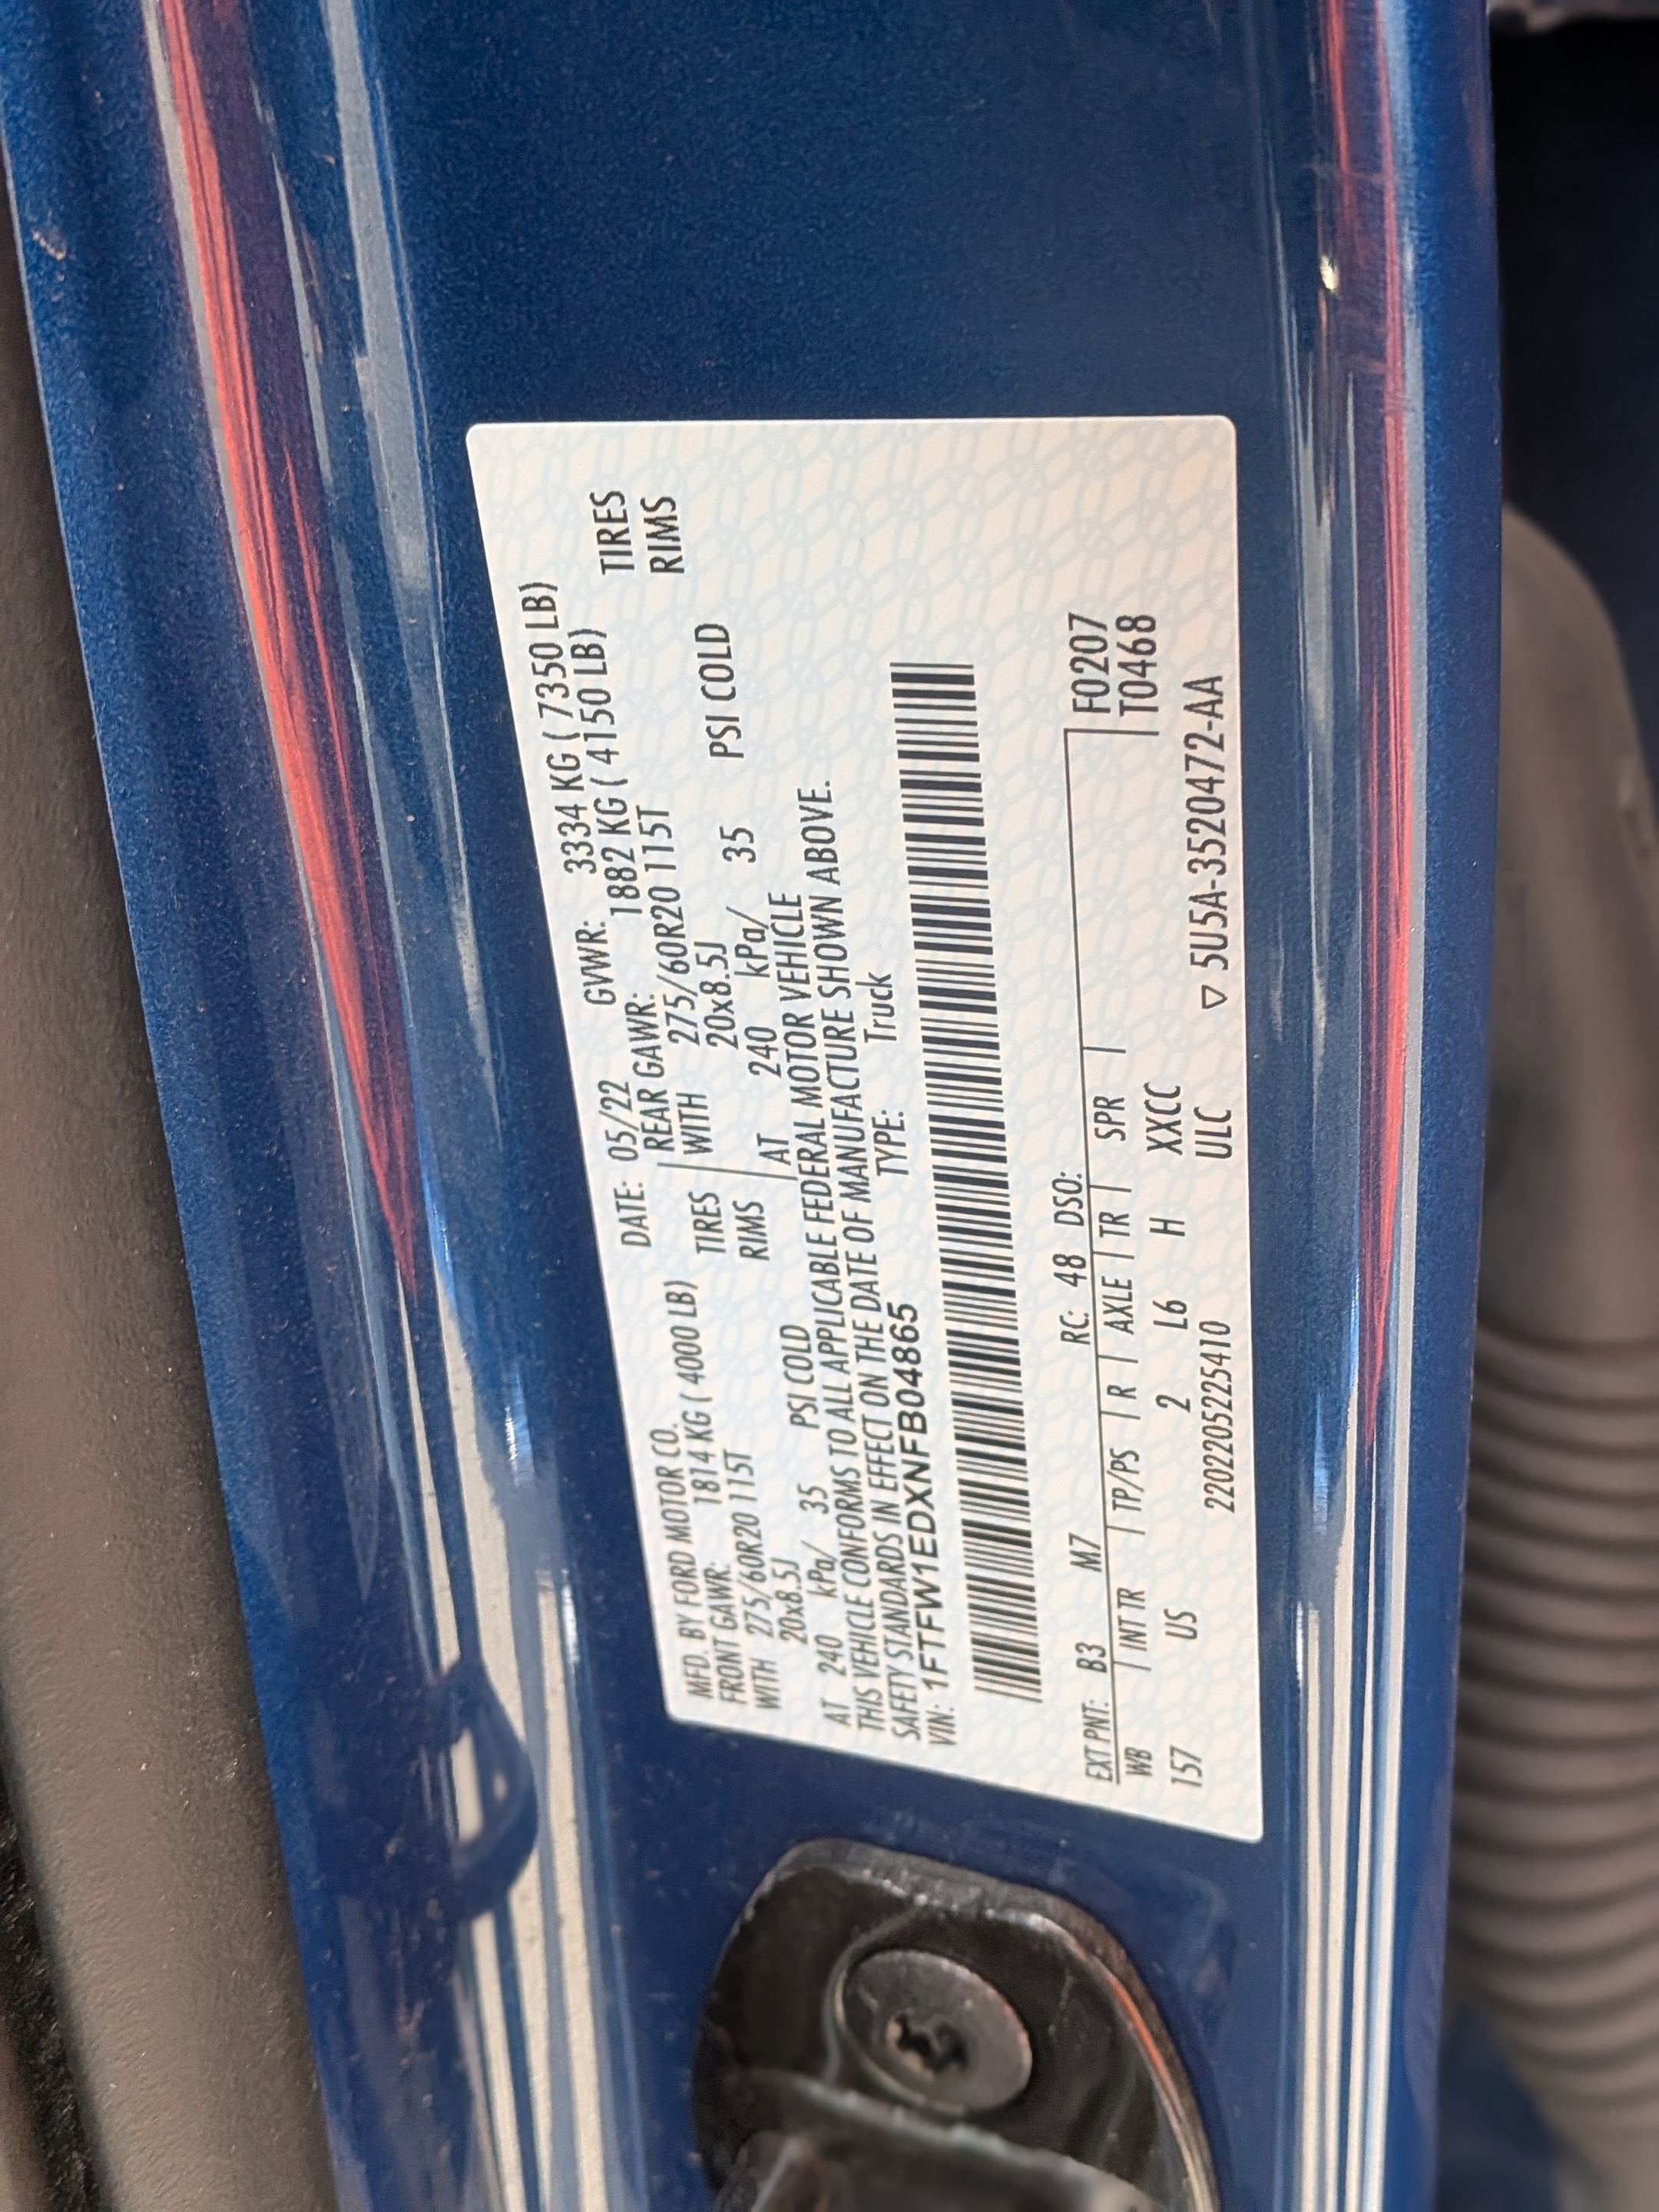 MFD. BY FORD MOTOR CO. DATE: 05/22 GVWR: 3334 KG ( 7350 LB)
FRONT GAWR: 1814 KG ( 4000 LB) REAR GAWR: 1882 KG ( 4150 LB)
WITH 275/60R20 115T TIRES WITH 275/60R20 115T TIRES
20x8.5J RIMS 20x8.5J RIMS
AT 240 kPa/ 35 PSI COLD AT 240 kPa/ 35 PSI COLD
THIS VEHICLE CONFORMS TO ALL APPLICABLE FEDERAL MOTOR VEHICLE
SAFETY STANDARDS IN EFFECT ON THE DATE OF MANUFACTURE SHOWN ABOVE.
VIN: 1FTFW1EDXNFB04865 TYPE: Truck
EXT PNT: B3 M7 RC: 48 DSO:
WB INT TR TP/PS R AXLE TR SPR F0207
157 US 2 L6 H XXCC T0468
2202205225410 ULC ▽ 5U5A-3520472-AA